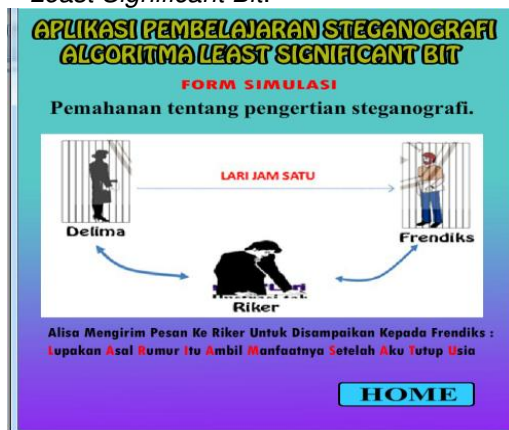 Least Significant Bit.
APLIKASI PEMBELAJARAN STEGANOGRAFI
ALGORITMA LEAST SIGNIFICANT BIT
FORM SIMULASI
Pemahanan tentang pengertian steganografi.
LARI JAM SATU
Delima
Frendiks
Riker
Alisa Mengirim Pesan Ke Riker Untuk Disampaikan Kepada Frendiks :
Lupakan Asal Rumur Itu Ambil Manfaatnya Setelah Aku Tutup Usia
HOME